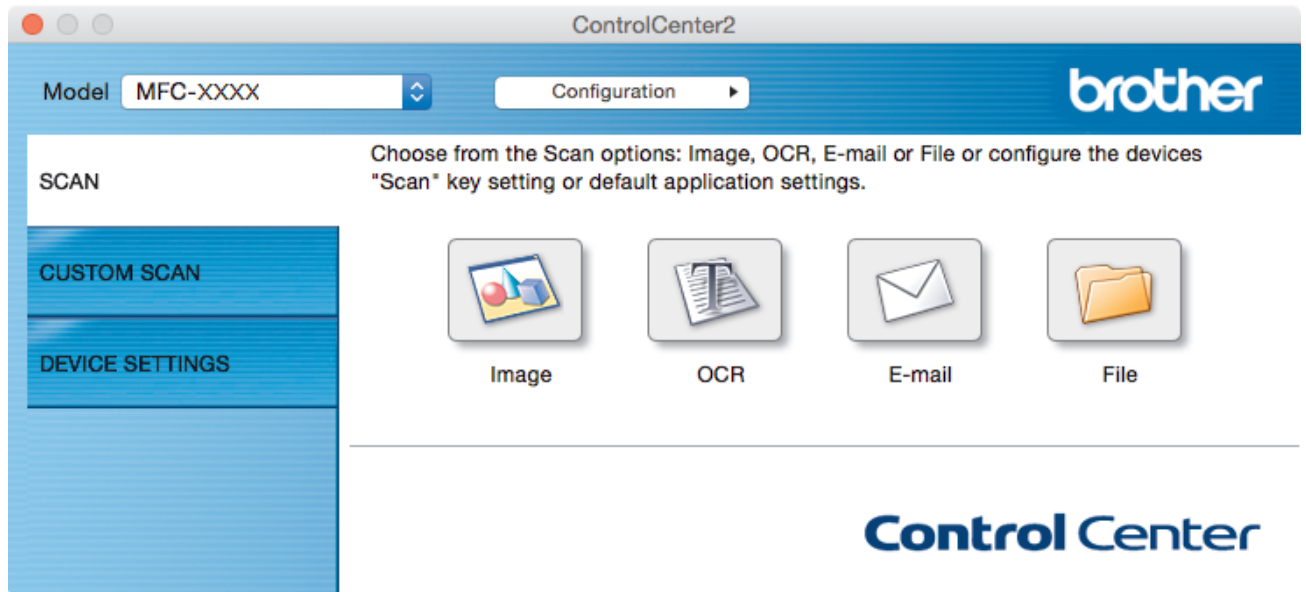 ControlCenter2
Model MFC-XXXX Configuration brother
SCAN
Choose from the Scan options: Image, OCR, E-mail or File or configure the devices
"Scan" key setting or default application settings.
CUSTOM SCAN
DEVICE SETTINGS
Image OCR E-mail File
Control Center